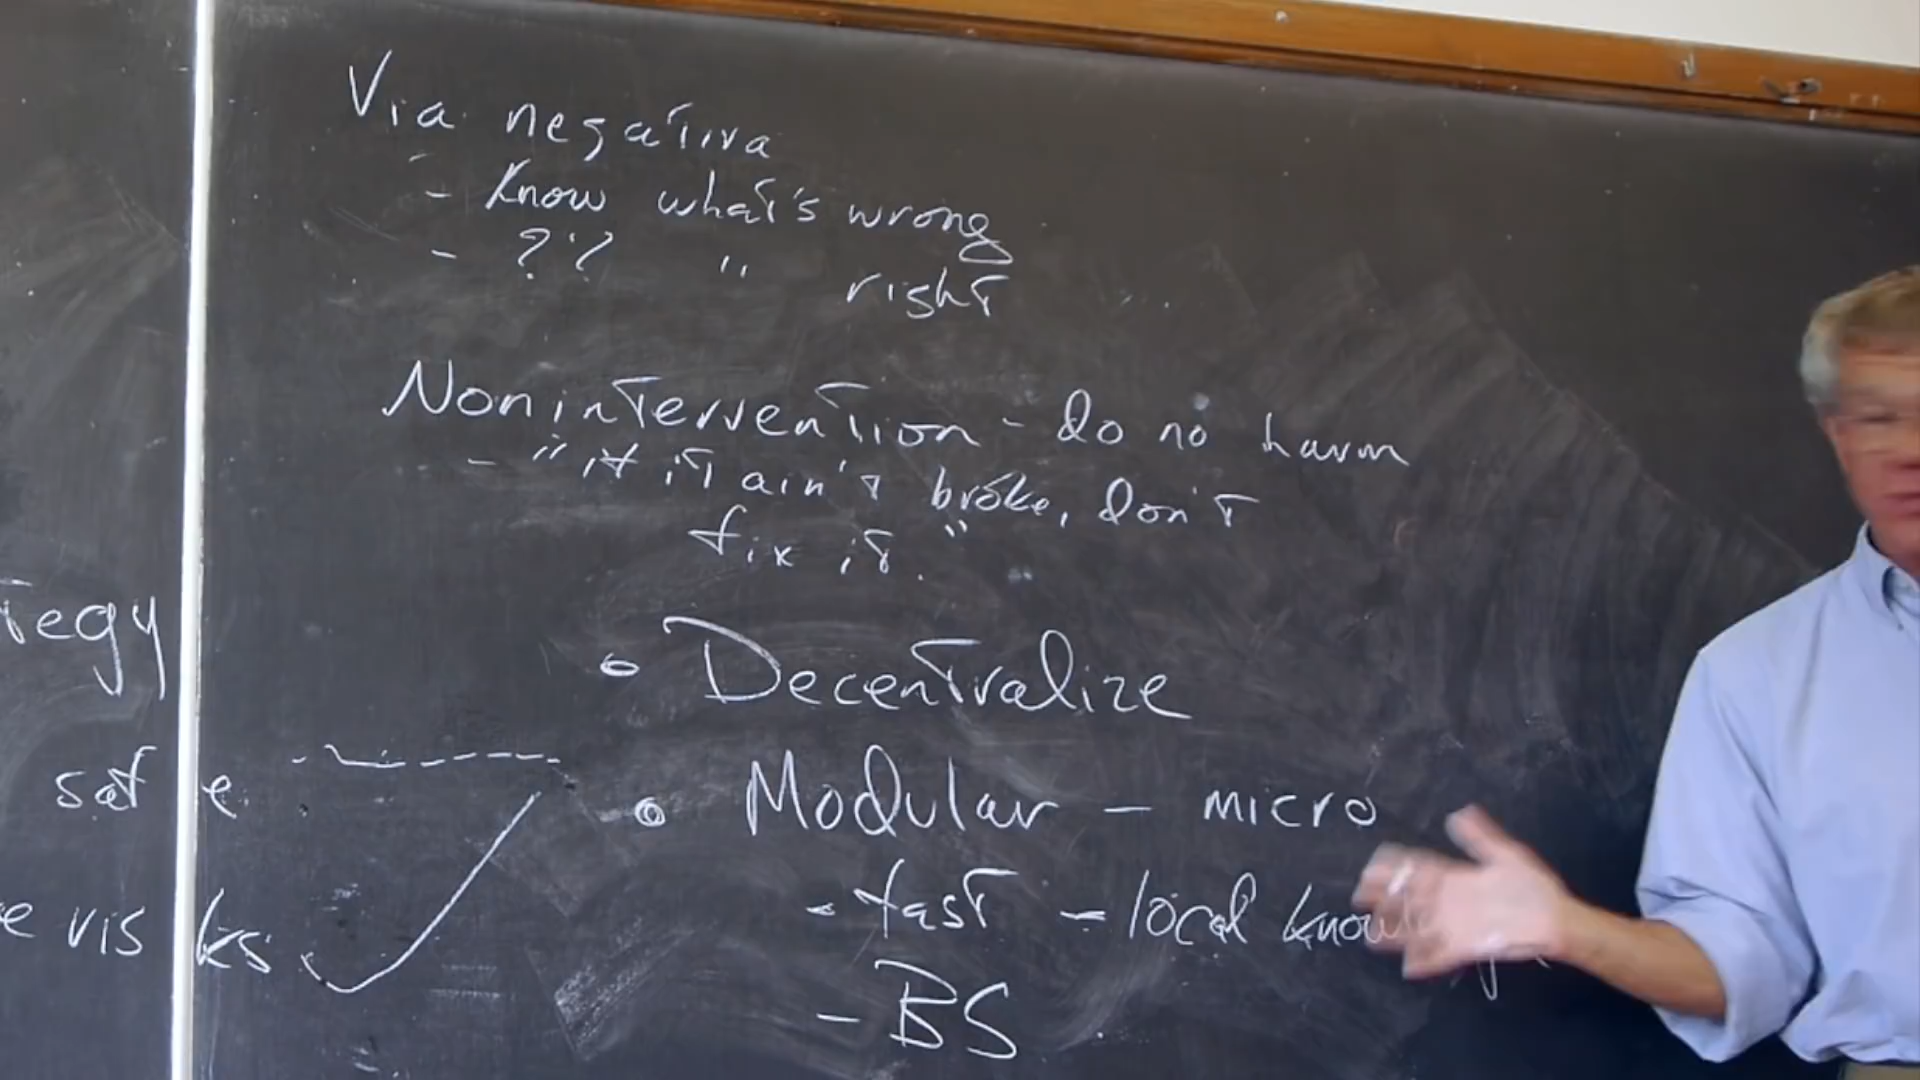 Via negativa
- Know what's wrong
- ?? " right
Nonintervention - do no harm
- "if it ain't broke, don't
fix it."
• Decentralize
• Modular - micro
- fast - local
- BS
tegy
safe
e risks